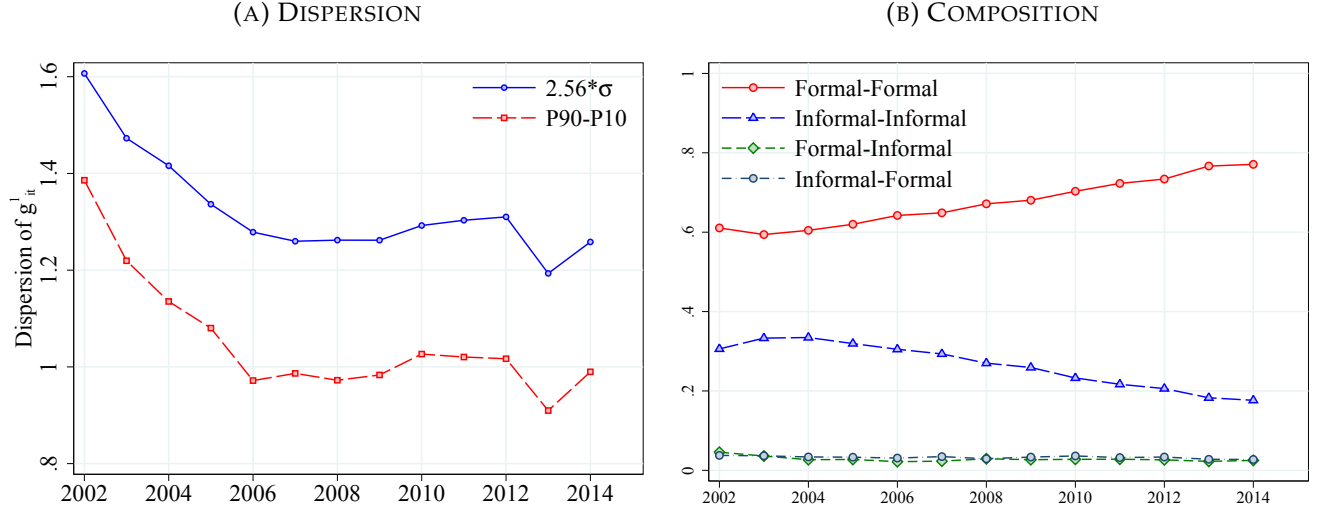 (A) DISPERSION
Dispersion of g¹ᵢₜ
1.6
1.4
1.2
1
.8
2.56*σ
P90-P10
2002 2004 2006 2008 2010 2012 2014
(B) COMPOSITION
1
.8
.6
.4
.2
0
Formal-Formal
Informal-Informal
Formal-Informal
Informal-Formal
2002 2004 2006 2008 2010 2012 2014